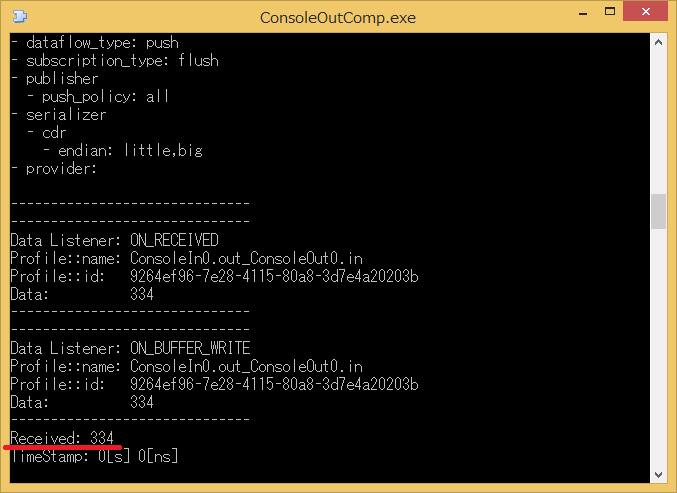 ConsoleOutComp.exe
- dataflow_type: push
- subscription_type: flush
- publisher
  - push_policy: all
- serializer
  - cdr
    - endian: little,big
- provider:
------------------------------
------------------------------
Data Listener: ON_RECEIVED
Profile::name: ConsoleIn0.out_ConsoleOut0.in
Profile::id:   9264ef96-7e28-4115-80a8-3d7e4a20203b
Data:          334
------------------------------
------------------------------
Data Listener: ON_BUFFER_WRITE
Profile::name: ConsoleIn0.out_ConsoleOut0.in
Profile::id:   9264ef96-7e28-4115-80a8-3d7e4a20203b
Data:          334
------------------------------
Received: 334
TimeStamp: 0[s] 0[ns]